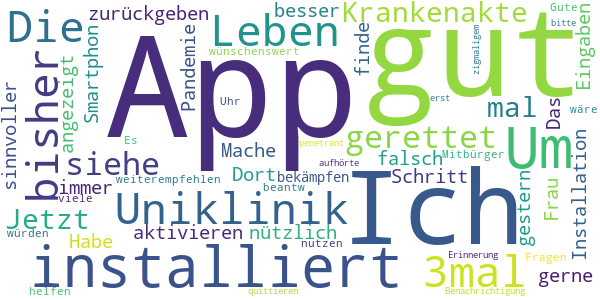 Die
zurückgeben
Leben
besser
Krankenakte
Gute
bitte
Eingaben
wünschenswert
finde
zigmaligem
App
gut
bisher
angezeigt
Smartphon
Pandemie
Uhr
erst
mal
Das
wäre
sinnvoller
siehe
Es
Mache
penetrant
gerettet
Um
aufhörte
falsch
Mitbürger
immer
weiterempfehlen
Dort
bekämpfen
Schritt
viele
beantw
Ich
gestern
Frau
Installation
Jetzt
Uniklinik
würden
Habe
aktivieren
nützlich
nutzen
Erinnerung
Fragen
installiert
3mal
gerne
helfen
quittieren
Benachrichtigung